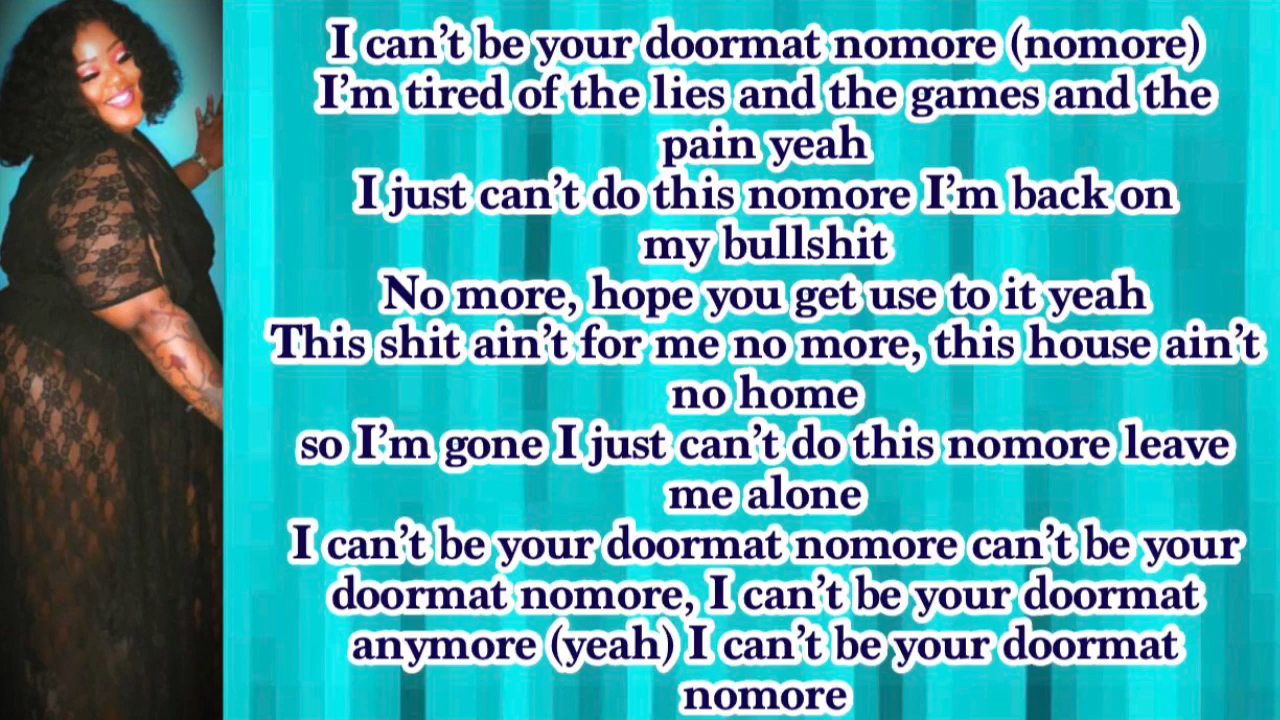 I can’t be your doormat nomore (nomore)
I’m tired of the lies and the games and the
pain yeah
I just can’t do this nomore I’m back on
my bullshit
No more, hope you get use to it yeah
This shit ain’t for me no more, this house ain’t
no home
so I’m gone I just can’t do this nomore leave
me alone
I can’t be your doormat nomore can’t be your
doormat nomore, I can’t be your doormat
anymore (yeah) I can’t be your doormat
nomore